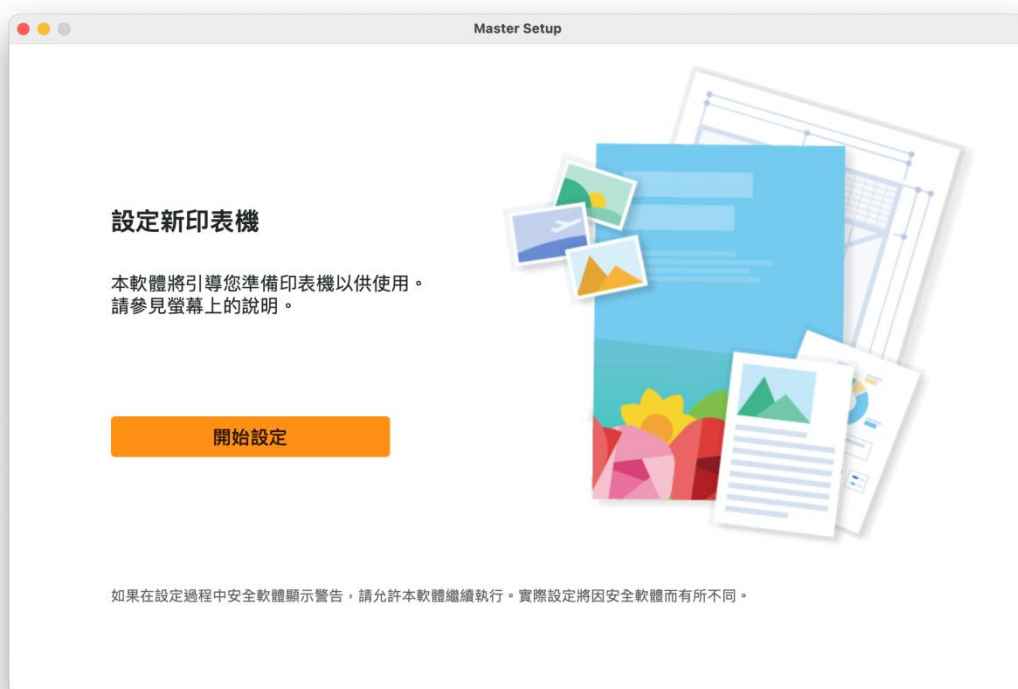 Master Setup
設定新印表機
本軟體將引導您準備印表機以供使用。
請參見螢幕上的說明。
開始設定
如果在設定過程中安全軟體顯示警告，請允許本軟體繼續執行。實際設定將因安全軟體而有所不同。